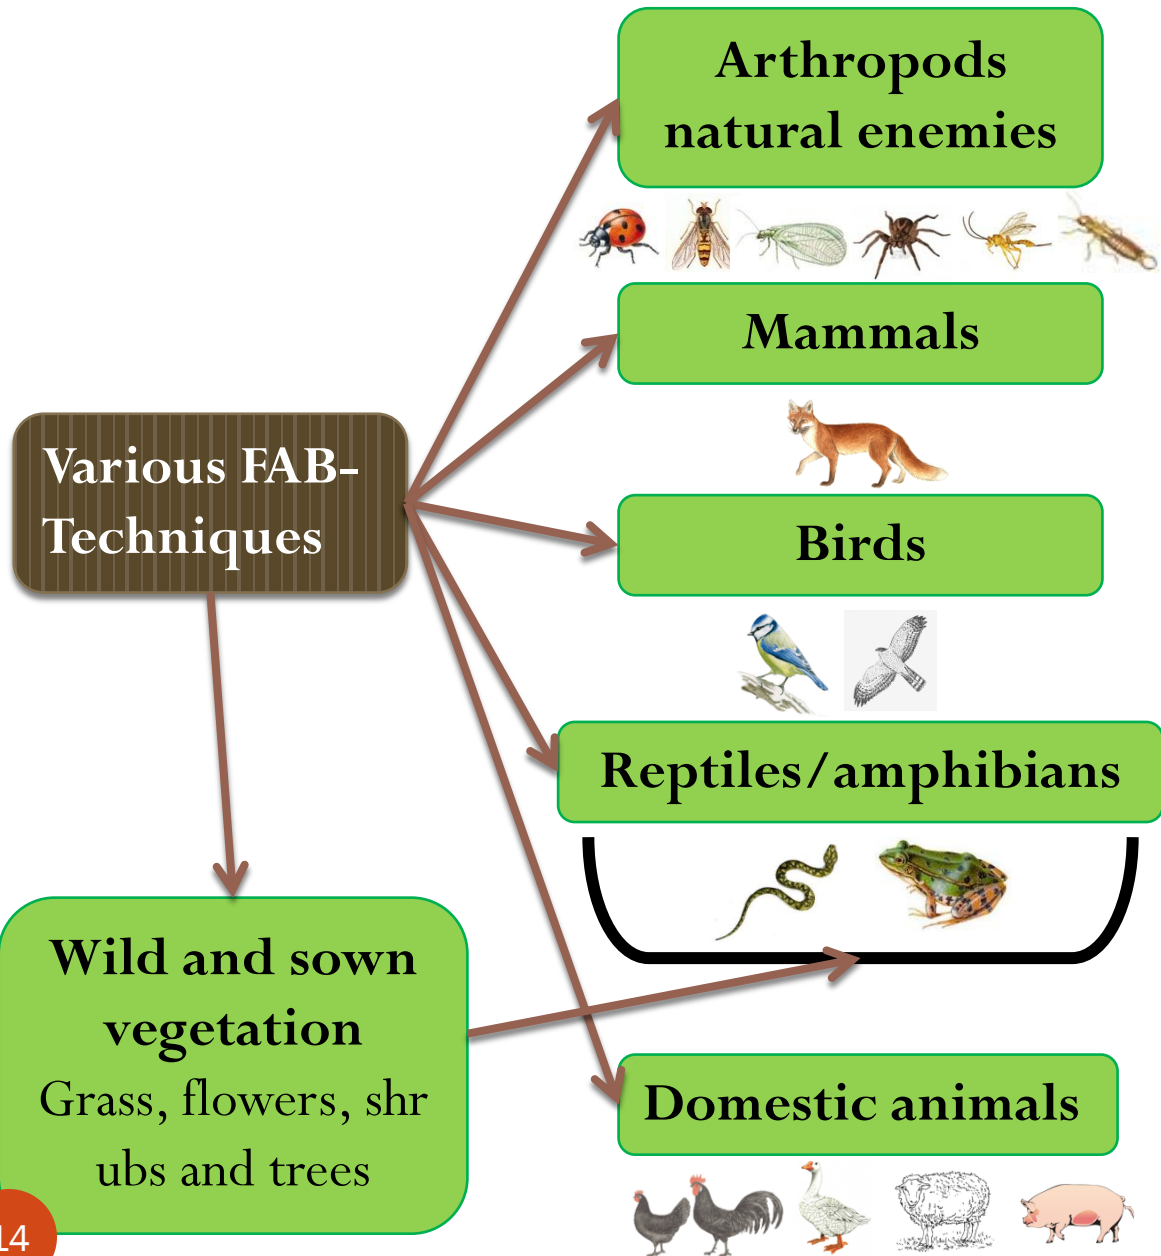 Arthropods
natural enemies
Mammals
Various FAB-
Techniques
Birds
Reptiles/amphibians
Wild and sown
vegetation
Grass, flowers, shr
ubs and trees
Domestic animals
14